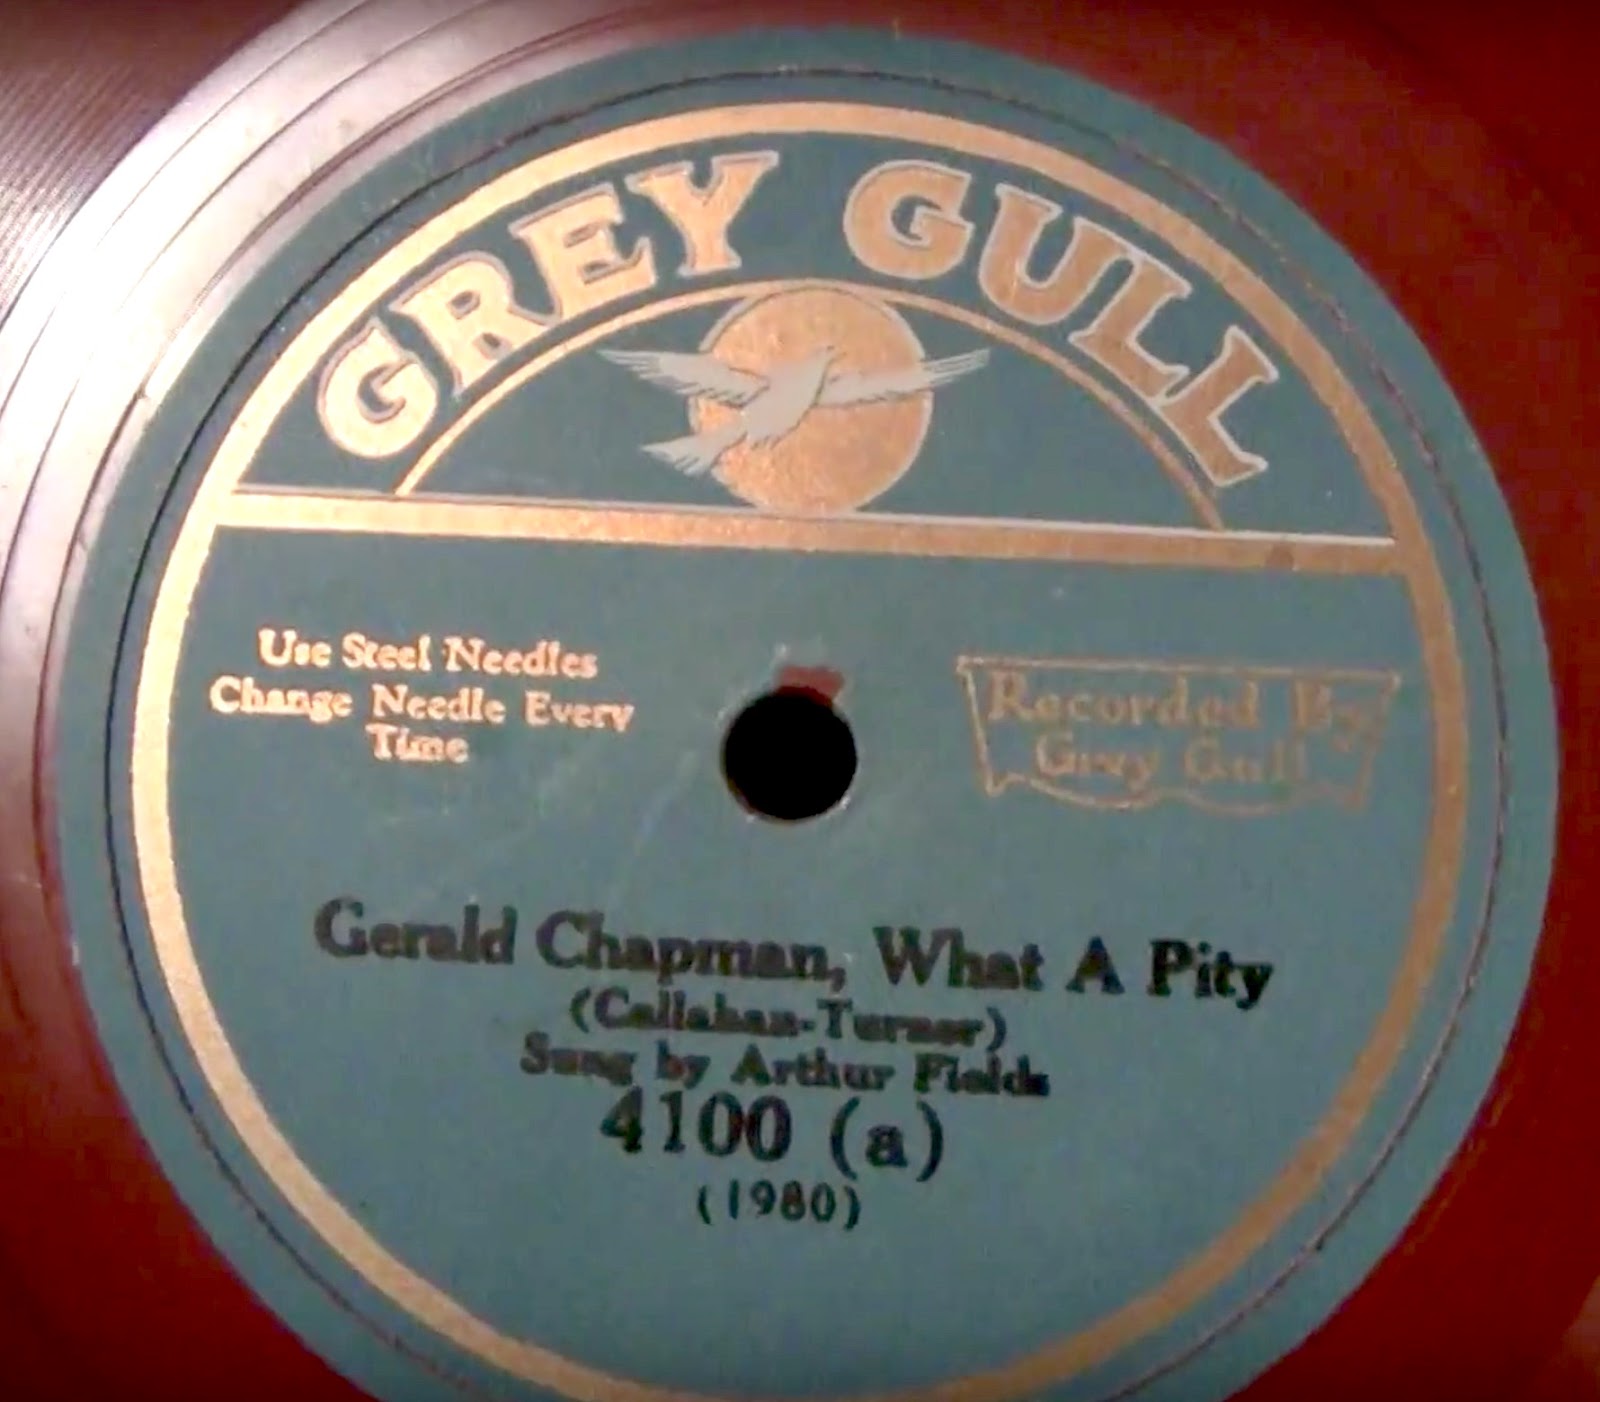 GREY GULL
Use Steel Needles
Change Needle Every
Time
Recorded By
Grey Gull
Gerald Chapman, What A Pity
(Callahan-Turner)
Sung by Arthur Fields
4100 (a)
(1980)